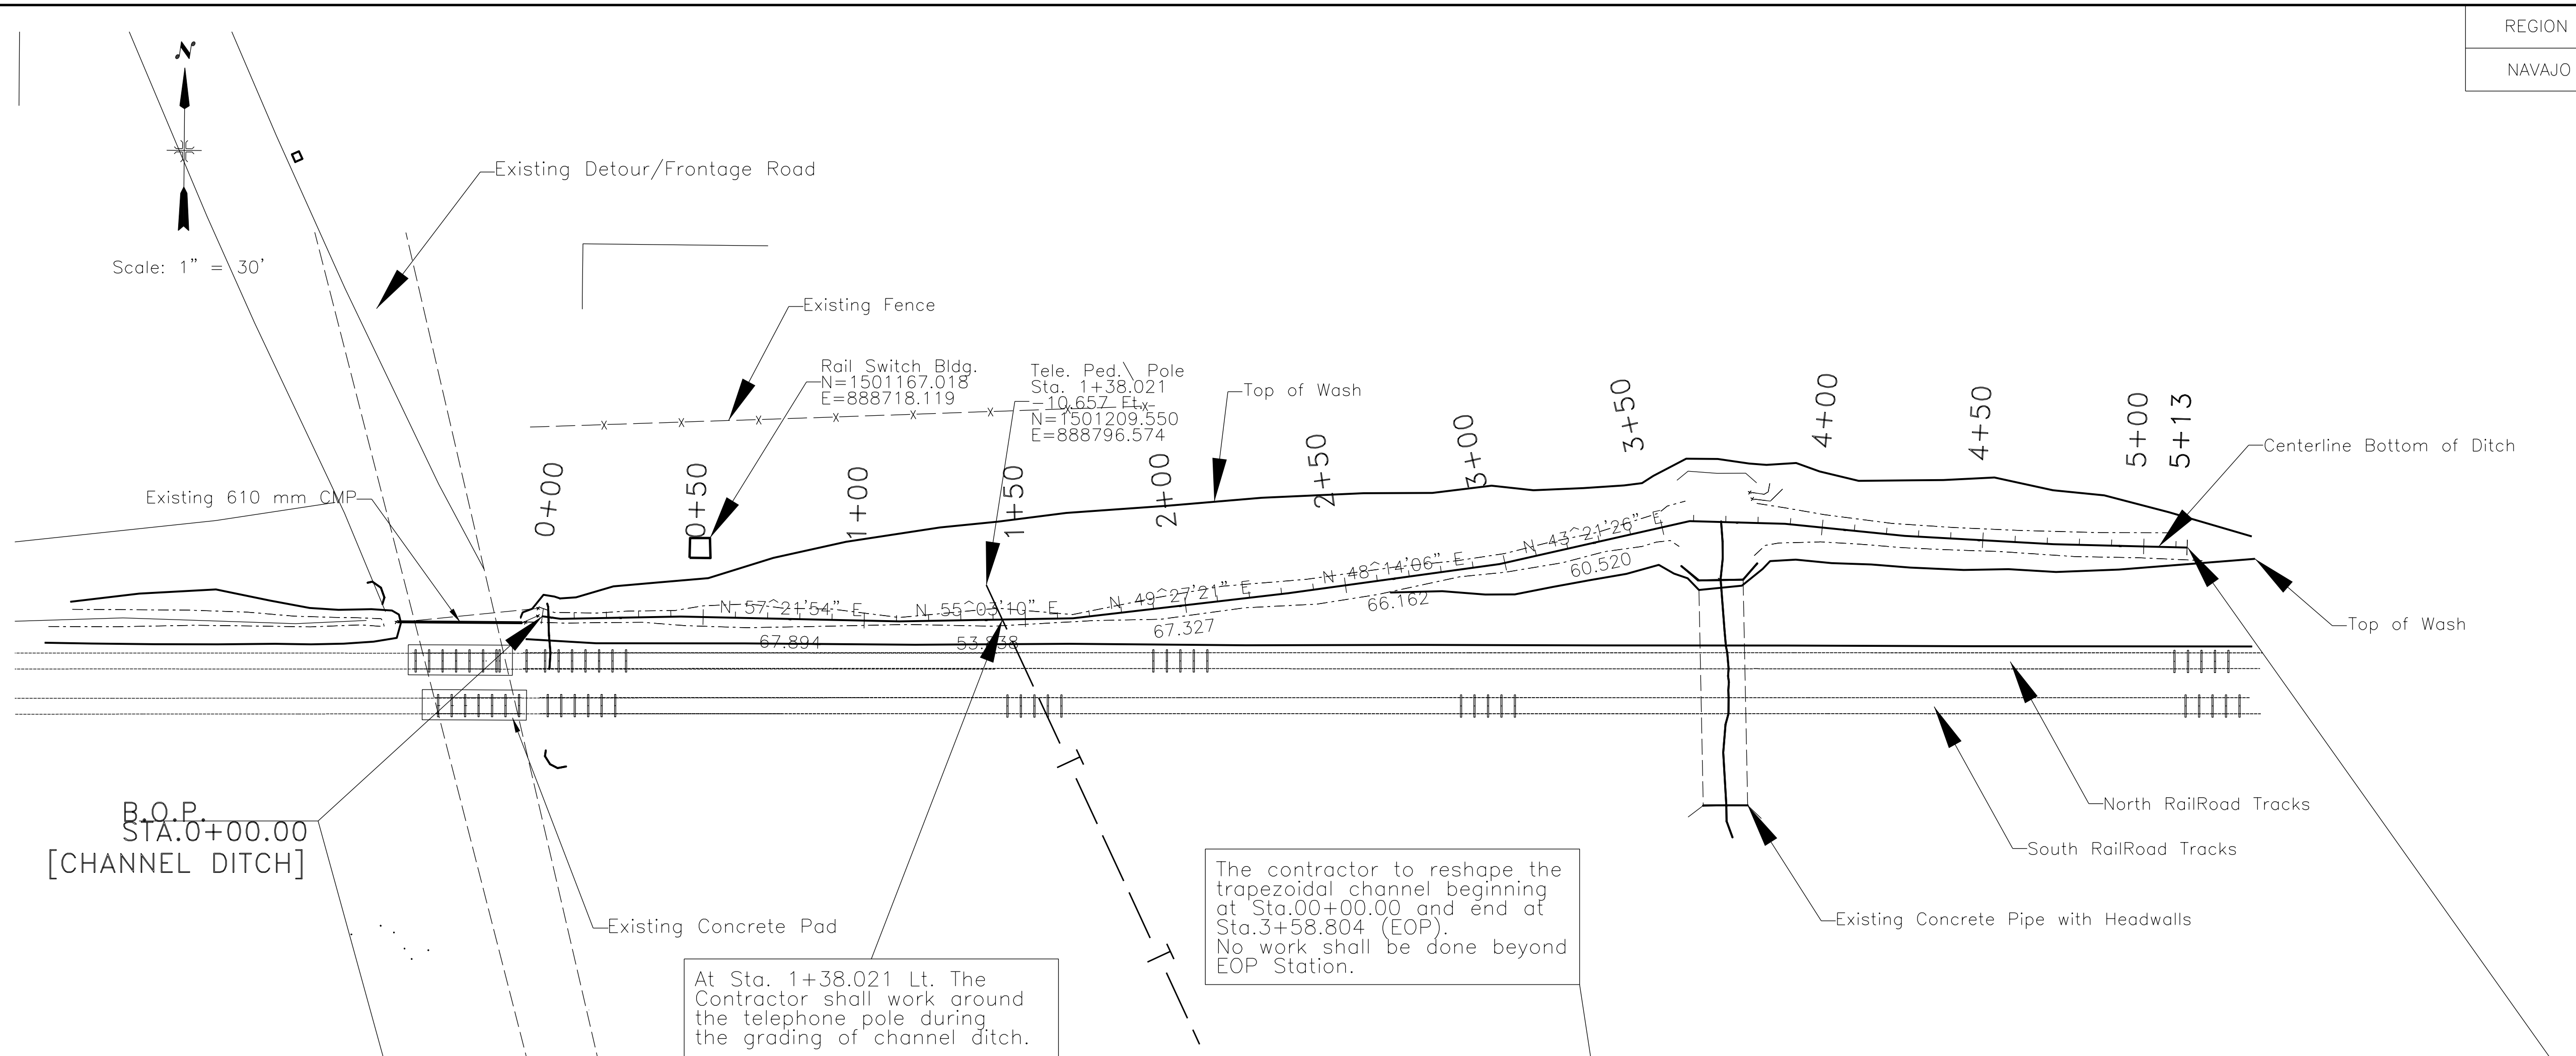 REGION
NAVAJO
N
Existing Detour/Frontage Road
Scale: 1" = 30'
Existing Fence
Rail Switch Bldg.
N=1501167.018
E=888718.119
Tele. Ped.\ Pole
Sta. 1+38.021
-10.657 Ft.
N=1501209.550
E=888796.574
Top of Wash
Centerline Bottom of Ditch
Existing 610 mm CMP
0+00
0+50
1+00
1+50
2+00
2+50
3+00
3+50
4+00
4+50
5+00
5+13
N 57^21'54" E
N 55^03'10" E
N 49^27'21" E
N 48^14'06" E
N 43^21'26" E
67.894
53.838
67.327
66.162
60.520
Top of Wash
B.O.P.
STA.0+00.00
[CHANNEL DITCH]
North RailRoad Tracks
South RailRoad Tracks
Existing Concrete Pipe with Headwalls
Existing Concrete Pad
The contractor to reshape the
trapezoidal channel beginning
at Sta.00+00.00 and end at
Sta.3+58.804 (EOP).
No work shall be done beyond
EOP Station.
At Sta. 1+38.021 Lt. The
Contractor shall work around
the telephone pole during
the grading of channel ditch.